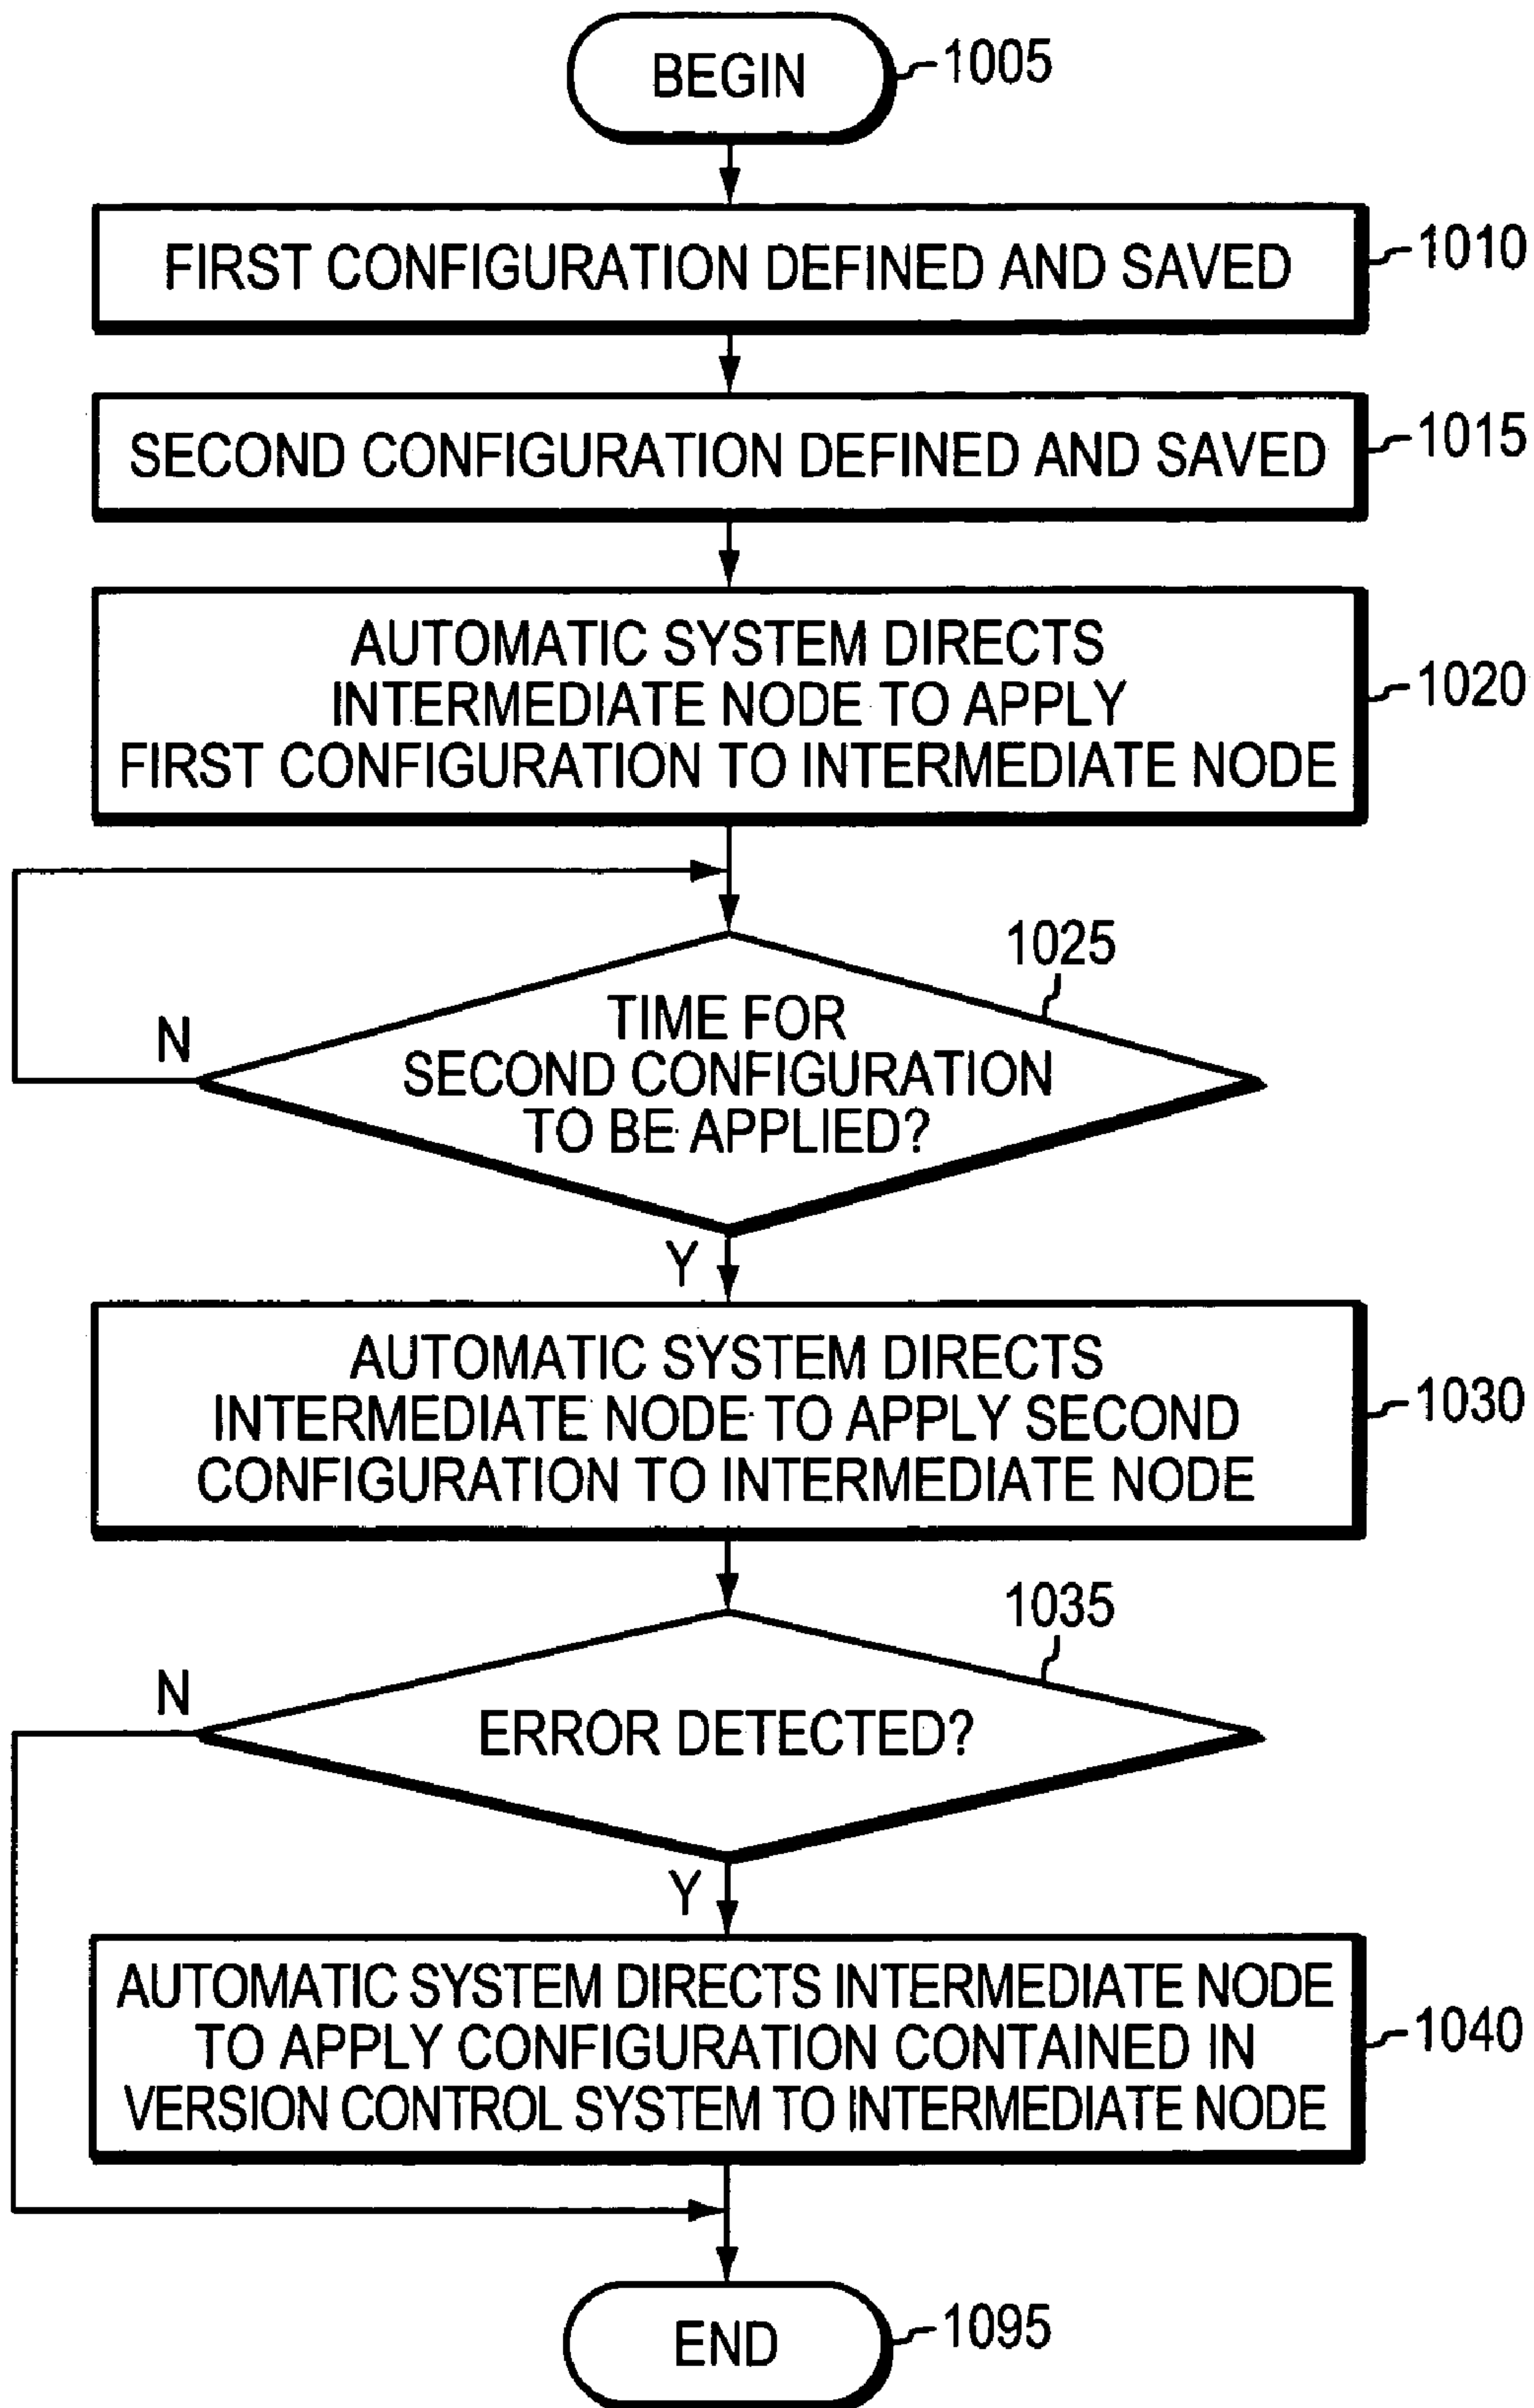 BEGIN
1005
FIRST CONFIGURATION DEFINED AND SAVED
1010
SECOND CONFIGURATION DEFINED AND SAVED
1015
AUTOMATIC SYSTEM DIRECTS
INTERMEDIATE NODE TO APPLY
FIRST CONFIGURATION TO INTERMEDIATE NODE
1020
1025
N
TIME FOR
SECOND CONFIGURATION
TO BE APPLIED?
Y
AUTOMATIC SYSTEM DIRECTS
INTERMEDIATE NODE TO APPLY SECOND
CONFIGURATION TO INTERMEDIATE NODE
1030
1035
N
ERROR DETECTED?
Y
AUTOMATIC SYSTEM DIRECTS INTERMEDIATE NODE
TO APPLY CONFIGURATION CONTAINED IN
VERSION CONTROL SYSTEM TO INTERMEDIATE NODE
1040
END
1095